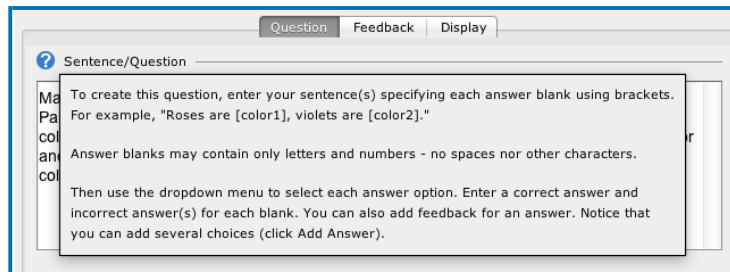 Question Feedback Display
Sentence/Question
To create this question, enter your sentence(s) specifying each answer blank using brackets.
For example, "Roses are [color1], violets are [color2]."
Answer blanks may contain only letters and numbers - no spaces nor other characters.
Then use the dropdown menu to select each answer option. Enter a correct answer and
incorrect answer(s) for each blank. You can also add feedback for an answer. Notice that
you can add several choices (click Add Answer).